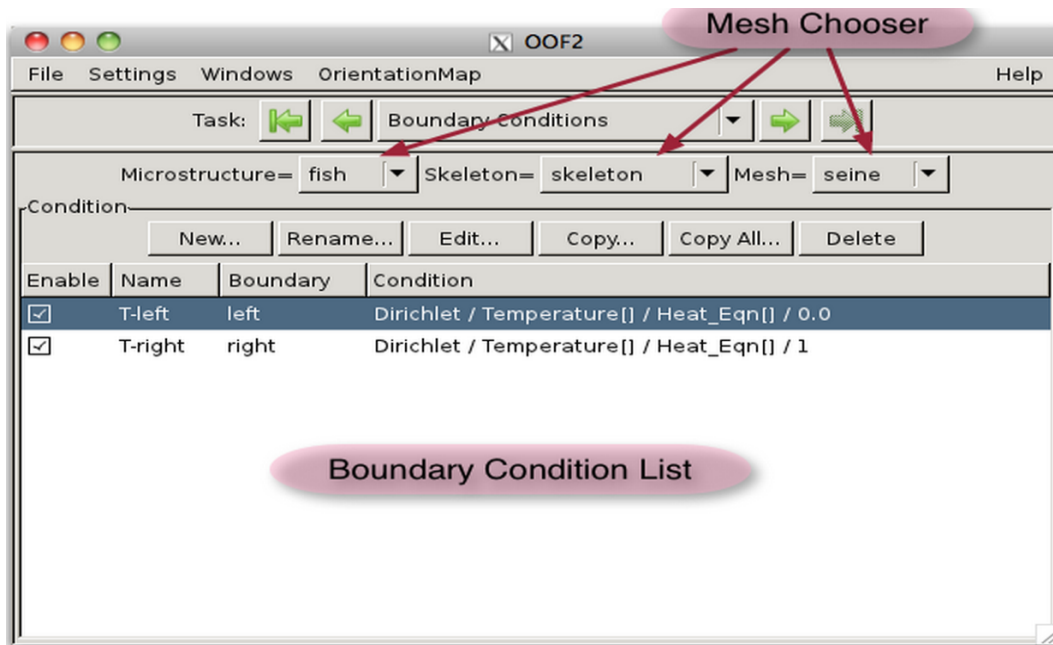 Mesh Chooser
OOF2
File Settings Windows OrientationMap Help
Task: Boundary Conditions
Microstructure= fish Skeleton= skeleton Mesh= seine
Condition
New... Rename... Edit... Copy... Copy All... Delete
Enable Name Boundary Condition
T-left left Dirichlet / Temperature[] / Heat_Eqn[] / 0.0
T-right right Dirichlet / Temperature[] / Heat_Eqn[] / 1
Boundary Condition List